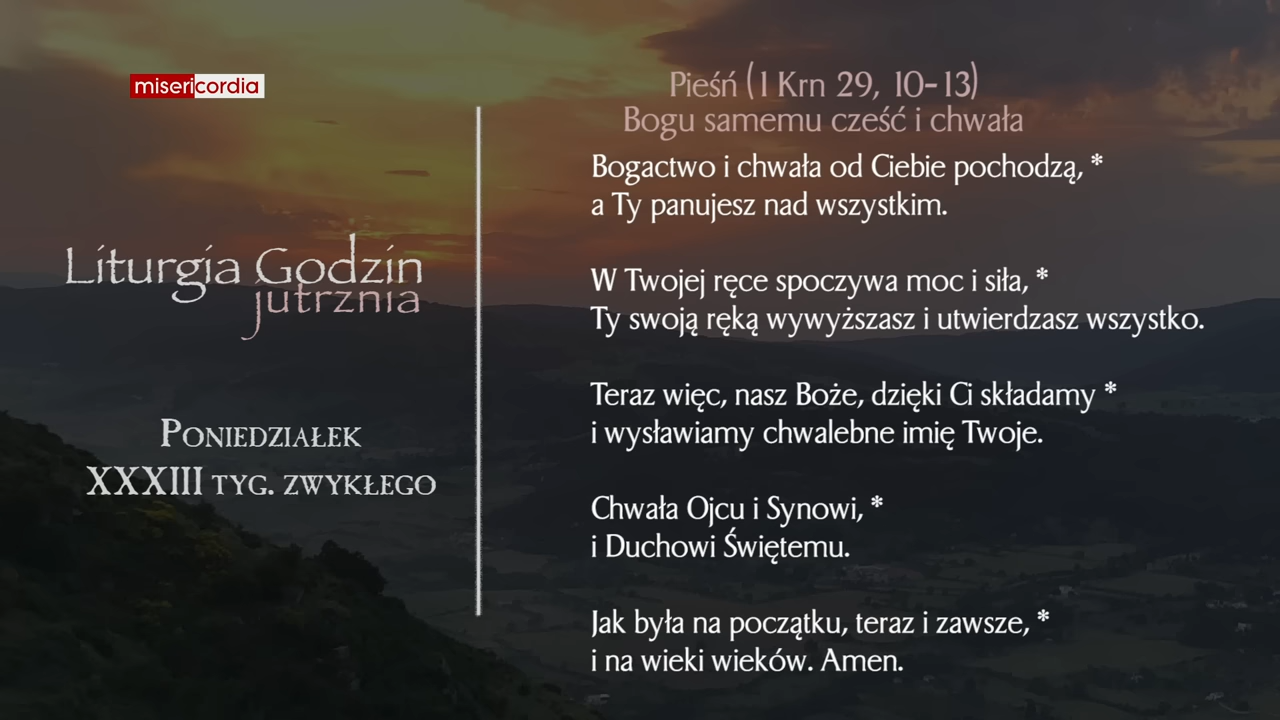 misericordia
Liturgia Godzin
jutrznia
Poniedziałek
XXXIII tyg. zwykłego
Pieśń (1 Krn 29, 10-13)
Bogu samemu cześć i chwała
Bogactwo i chwała od Ciebie pochodzą, *
a Ty panujesz nad wszystkim.
W Twojej ręce spoczywa moc i siła, *
Ty swoją ręką wywyższasz i utwierdzasz wszystko.
Teraz więc, nasz Boże, dzięki Ci składamy *
i wysławiamy chwalebne imię Twoje.
Chwała Ojcu i Synowi, *
i Duchowi Świętemu.
Jak była na początku, teraz i zawsze, *
i na wieki wieków. Amen.